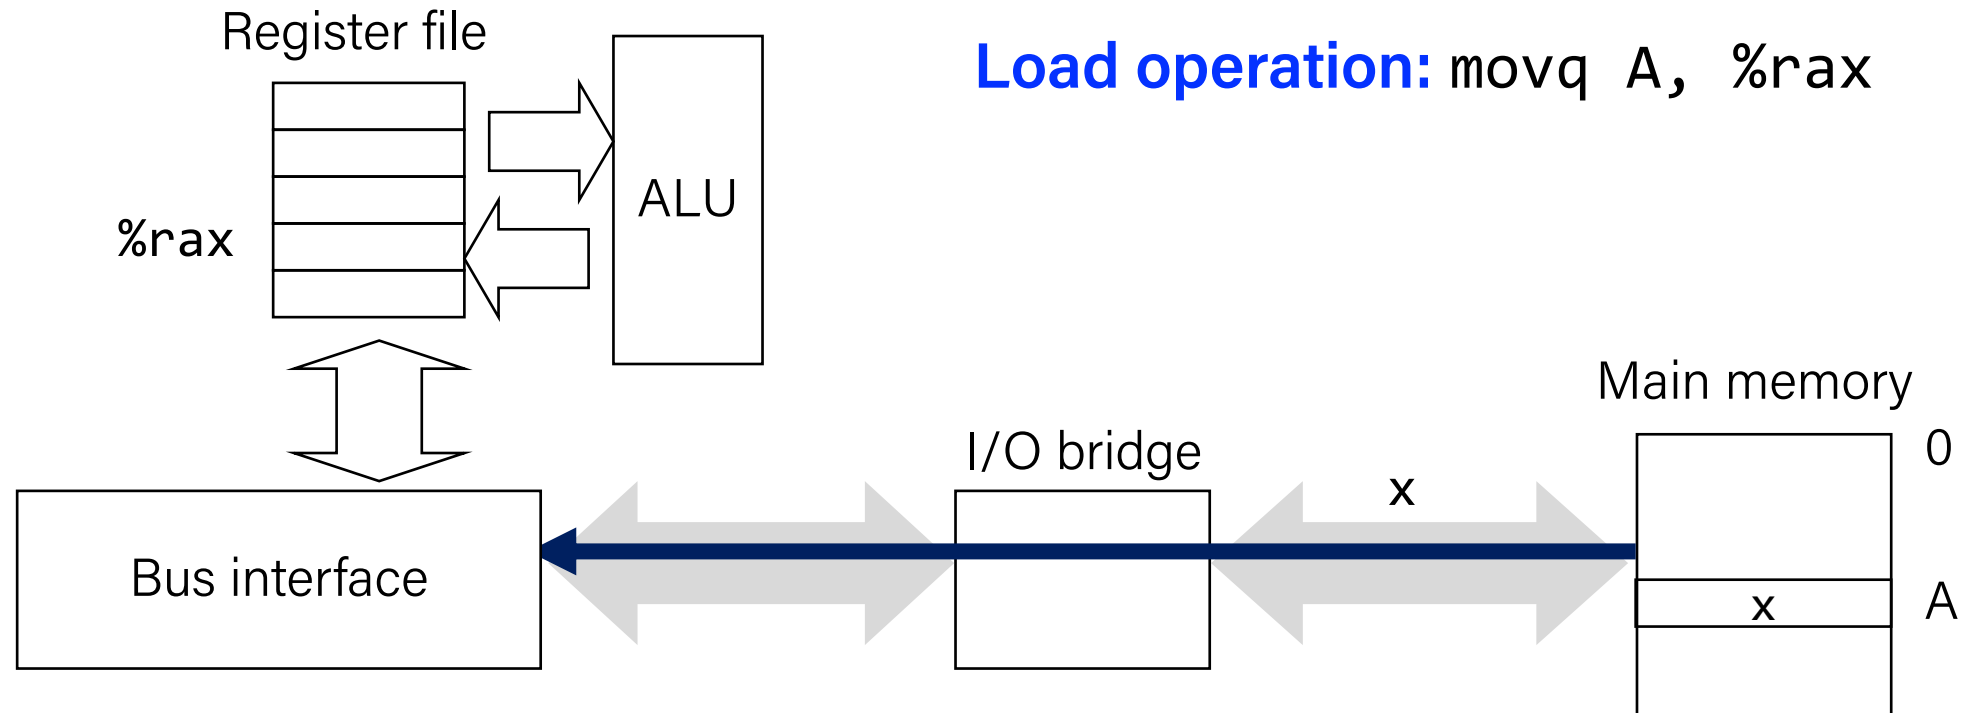 Register file
Load operation: movq A, %rax
ALU
%rax
Main memory
I/O bridge
0
x
Bus interface
x
A